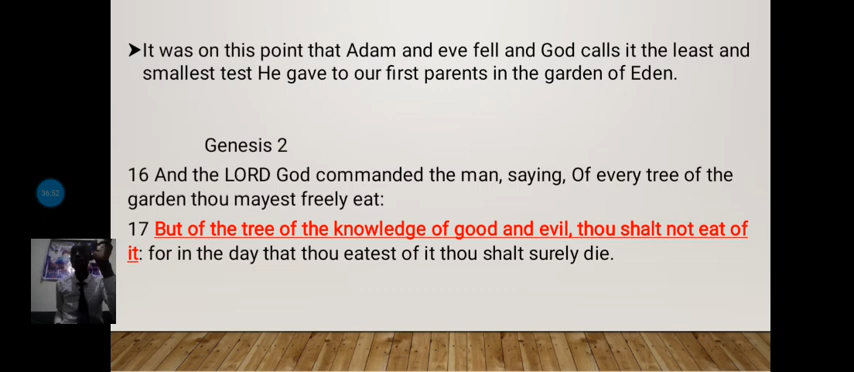 ➤It was on this point that Adam and eve fell and God calls it the least and
smallest test He gave to our first parents in the garden of Eden.
Genesis 2
16 And the LORD God commanded the man, saying, Of every tree of the
garden thou mayest freely eat:
17 But of the tree of the knowledge of good and evil, thou shalt not eat of
it: for in the day that thou eatest of it thou shalt surely die.
36:52